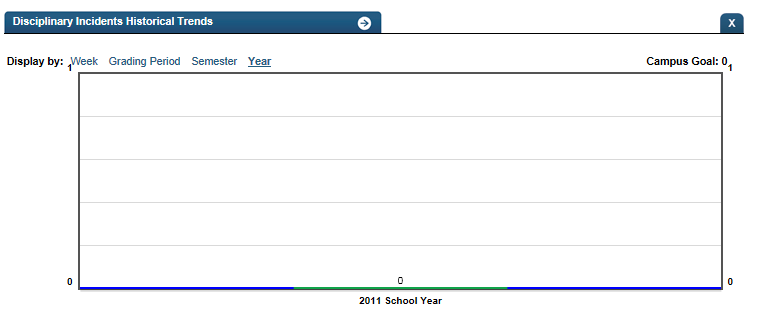 Disciplinary Incidents Historical Trends
X
Display by: Week Grading Period Semester Year
Campus Goal: 0
1
1
0
0
0
2011 School Year